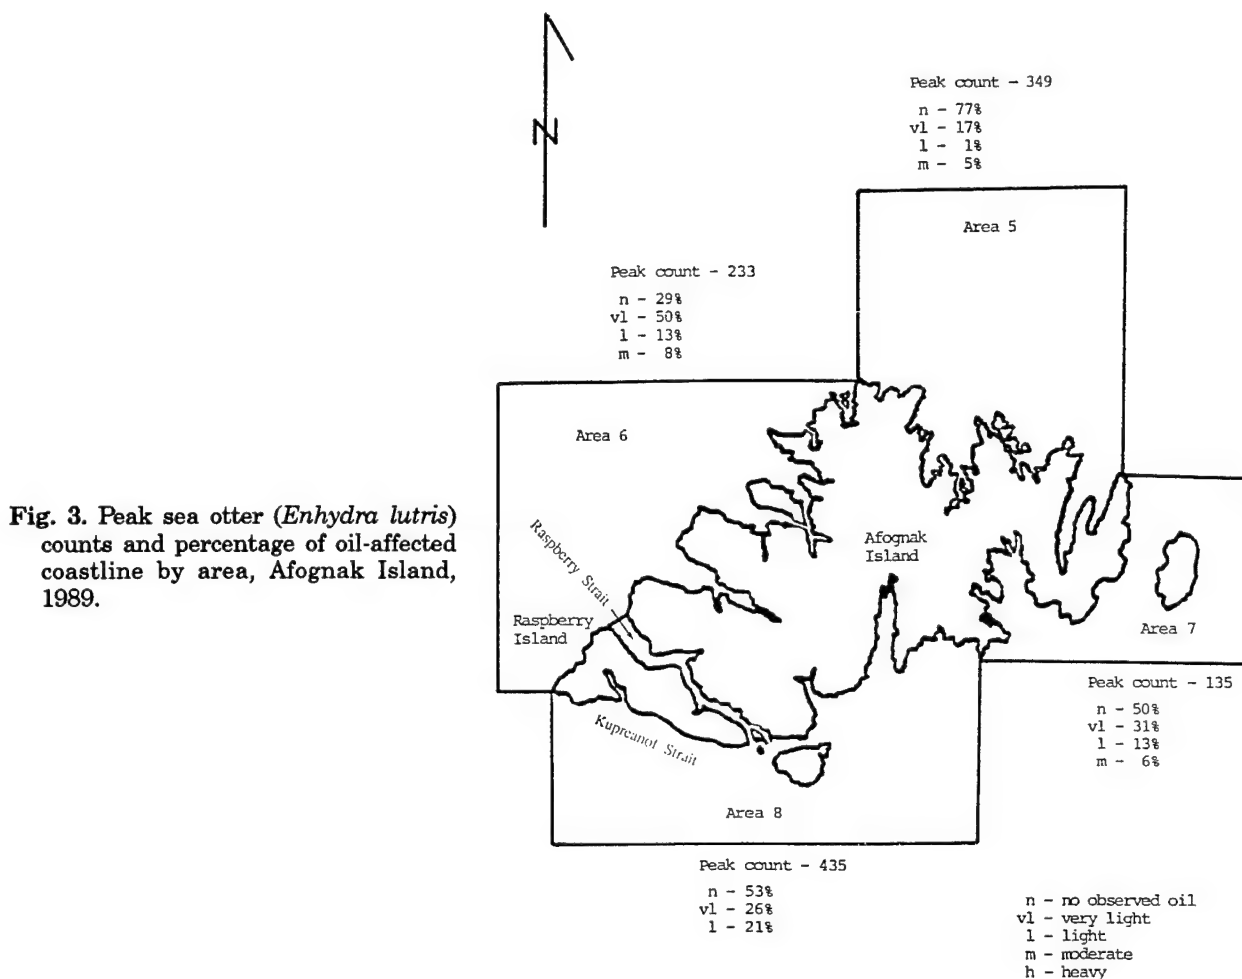 N
Peak count - 349
n - 77%
vl - 17%
l - 1%
m - 5%
Area 5
Peak count - 233
n - 29%
vl - 50%
l - 13%
m - 8%
Area 6
Fig. 3. Peak sea otter (Enhydra lutris)
counts and percentage of oil-affected
coastline by area, Afognak Island,
1989.
Raspberry Strait
Afognak
Island
Raspberry
Island
Kupreanof Strait
Area 7
Peak count - 135
n - 50%
vl - 31%
l - 13%
m - 6%
Area 8
Peak count - 435
n - 53%
vl - 26%
l - 21%
n - no observed oil
vl - very light
l - light
m - moderate
h - heavy